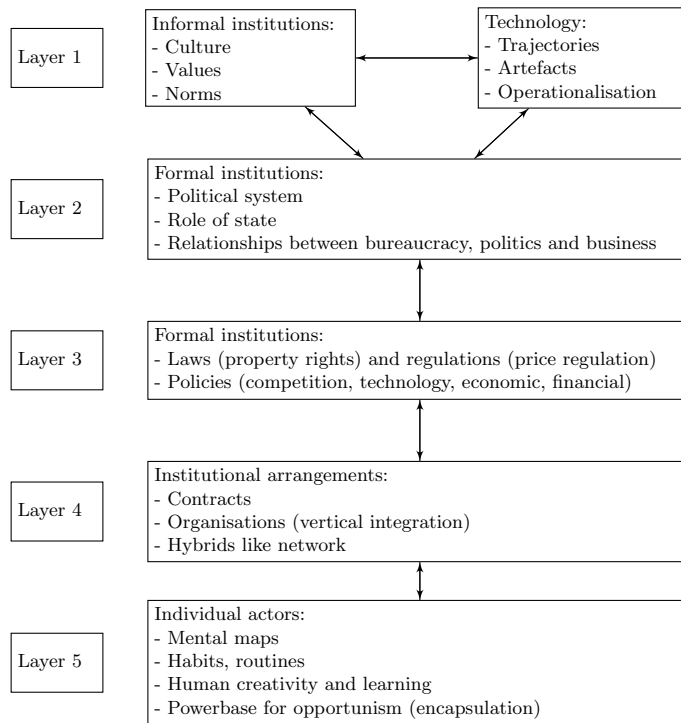 Layer 1
Informal institutions:
- Culture
- Values
- Norms
Technology:
- Trajectories
- Artefacts
- Operationalisation
Layer 2
Formal institutions:
- Political system
- Role of state
- Relationships between bureaucracy, politics and business
Layer 3
Formal institutions:
- Laws (property rights) and regulations (price regulation)
- Policies (competition, technology, economic, financial)
Layer 4
Institutional arrangements:
- Contracts
- Organisations (vertical integration)
- Hybrids like network
Layer 5
Individual actors:
- Mental maps
- Habits, routines
- Human creativity and learning
- Powerbase for opportunism (encapsulation)